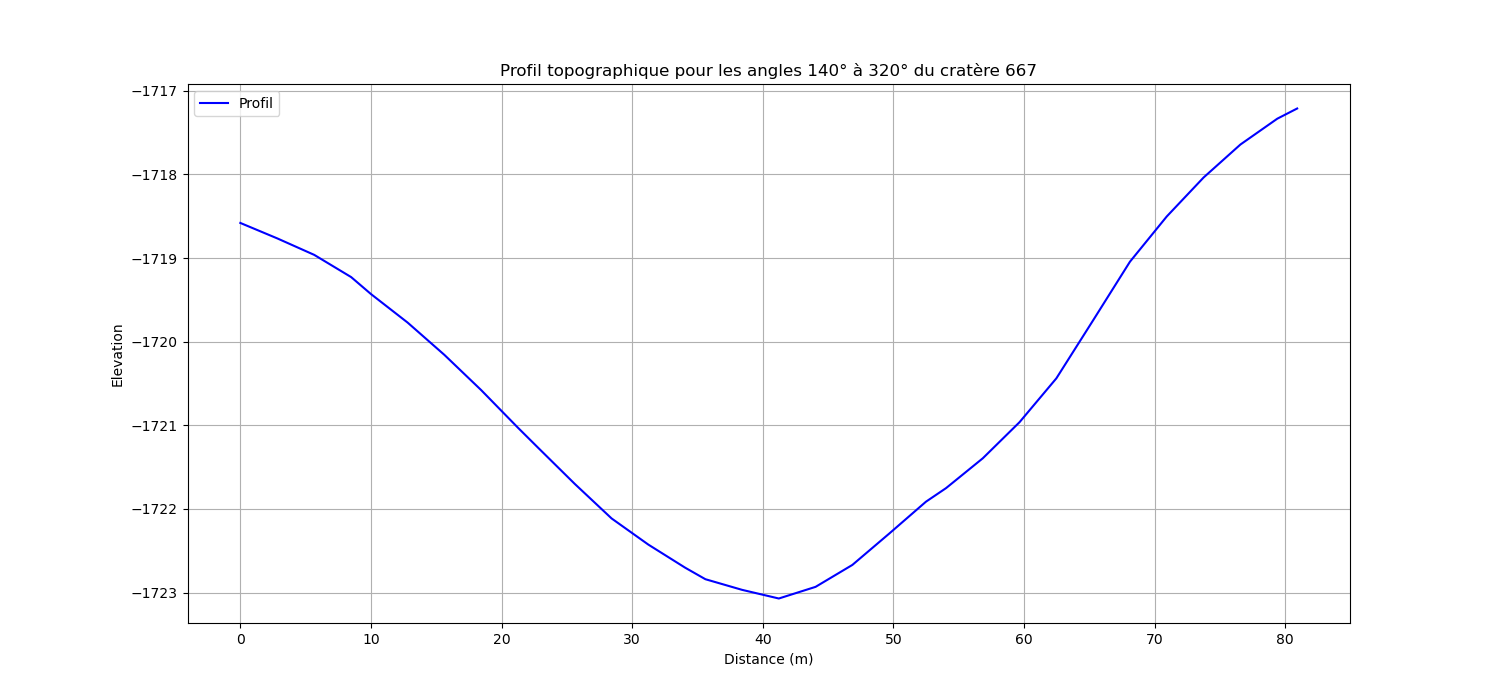 Profil topographique pour les angles 140° à 320° du cratère 667
Profil
−1717
−1718
−1719
−1720
−1721
−1722
−1723
Elevation
0 10 20 30 40 50 60 70 80
Distance (m)